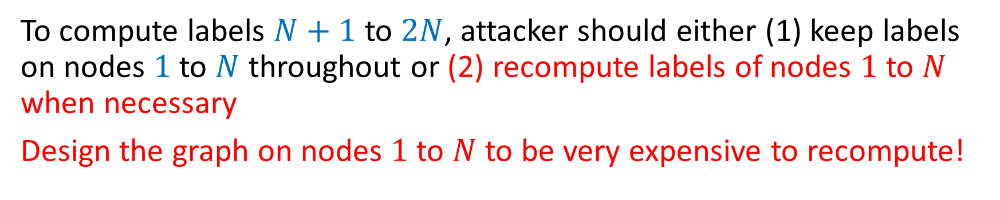 To compute labels N + 1 to 2N, attacker should either (1) keep labels
on nodes 1 to N throughout or (2) recompute labels of nodes 1 to N
when necessary
Design the graph on nodes 1 to N to be very expensive to recompute!